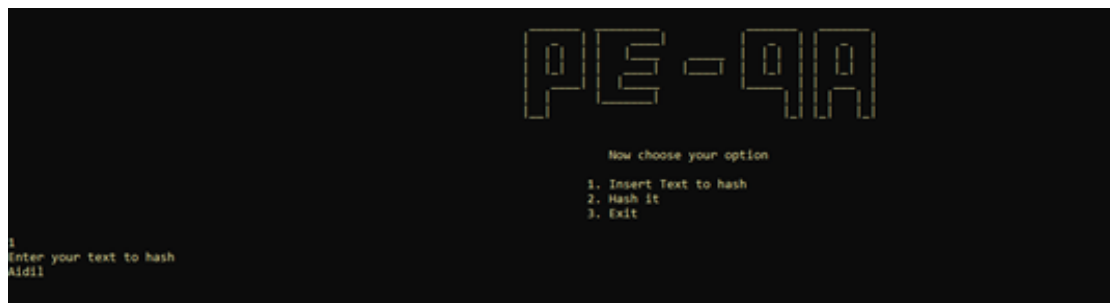 PE-qA
Now choose your option
1. Insert Text to hash
2. Hash it
3. Exit
1
Enter your text to hash
Aidil